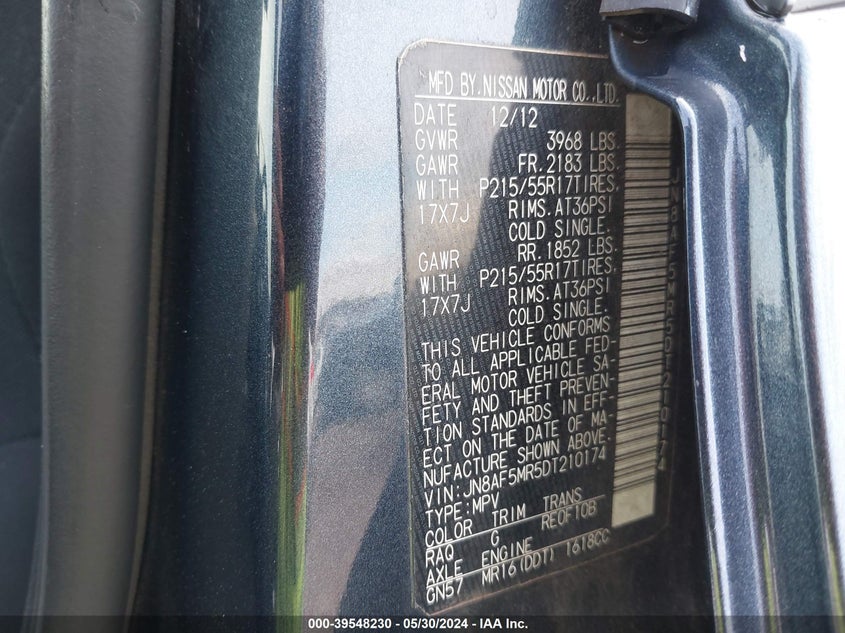 MFD BY. NISSAN MOTOR CO.,LTD.
DATE 12/12
GVWR 3968 LBS.
GAWR FR. 2183 LBS.
WITH P215/55R17TIRES,
17X7J RIMS. AT36PSI
COLD SINGLE.
GAWR RR. 1852 LBS.
WITH P215/55R17TIRES,
17X7J RIMS. AT36PSI
COLD SINGLE.
THIS VEHICLE CONFORMS
TO ALL APPLICABLE FED-
ERAL MOTOR VEHICLE SA-
FETY AND THEFT PREVEN-
TION STANDARDS IN EFF-
ECT ON THE DATE OF MA-
NUFACTURE SHOWN ABOVE.
VIN:JN8AF5MR5DT210174
TYPE:MPV
COLOR TRIM TRANS
RAQ G REOF10B
AXLE ENGINE
GN57 MR16(DDT) 1618CC
000-39548230 - 05/30/2024 - IAA Inc.